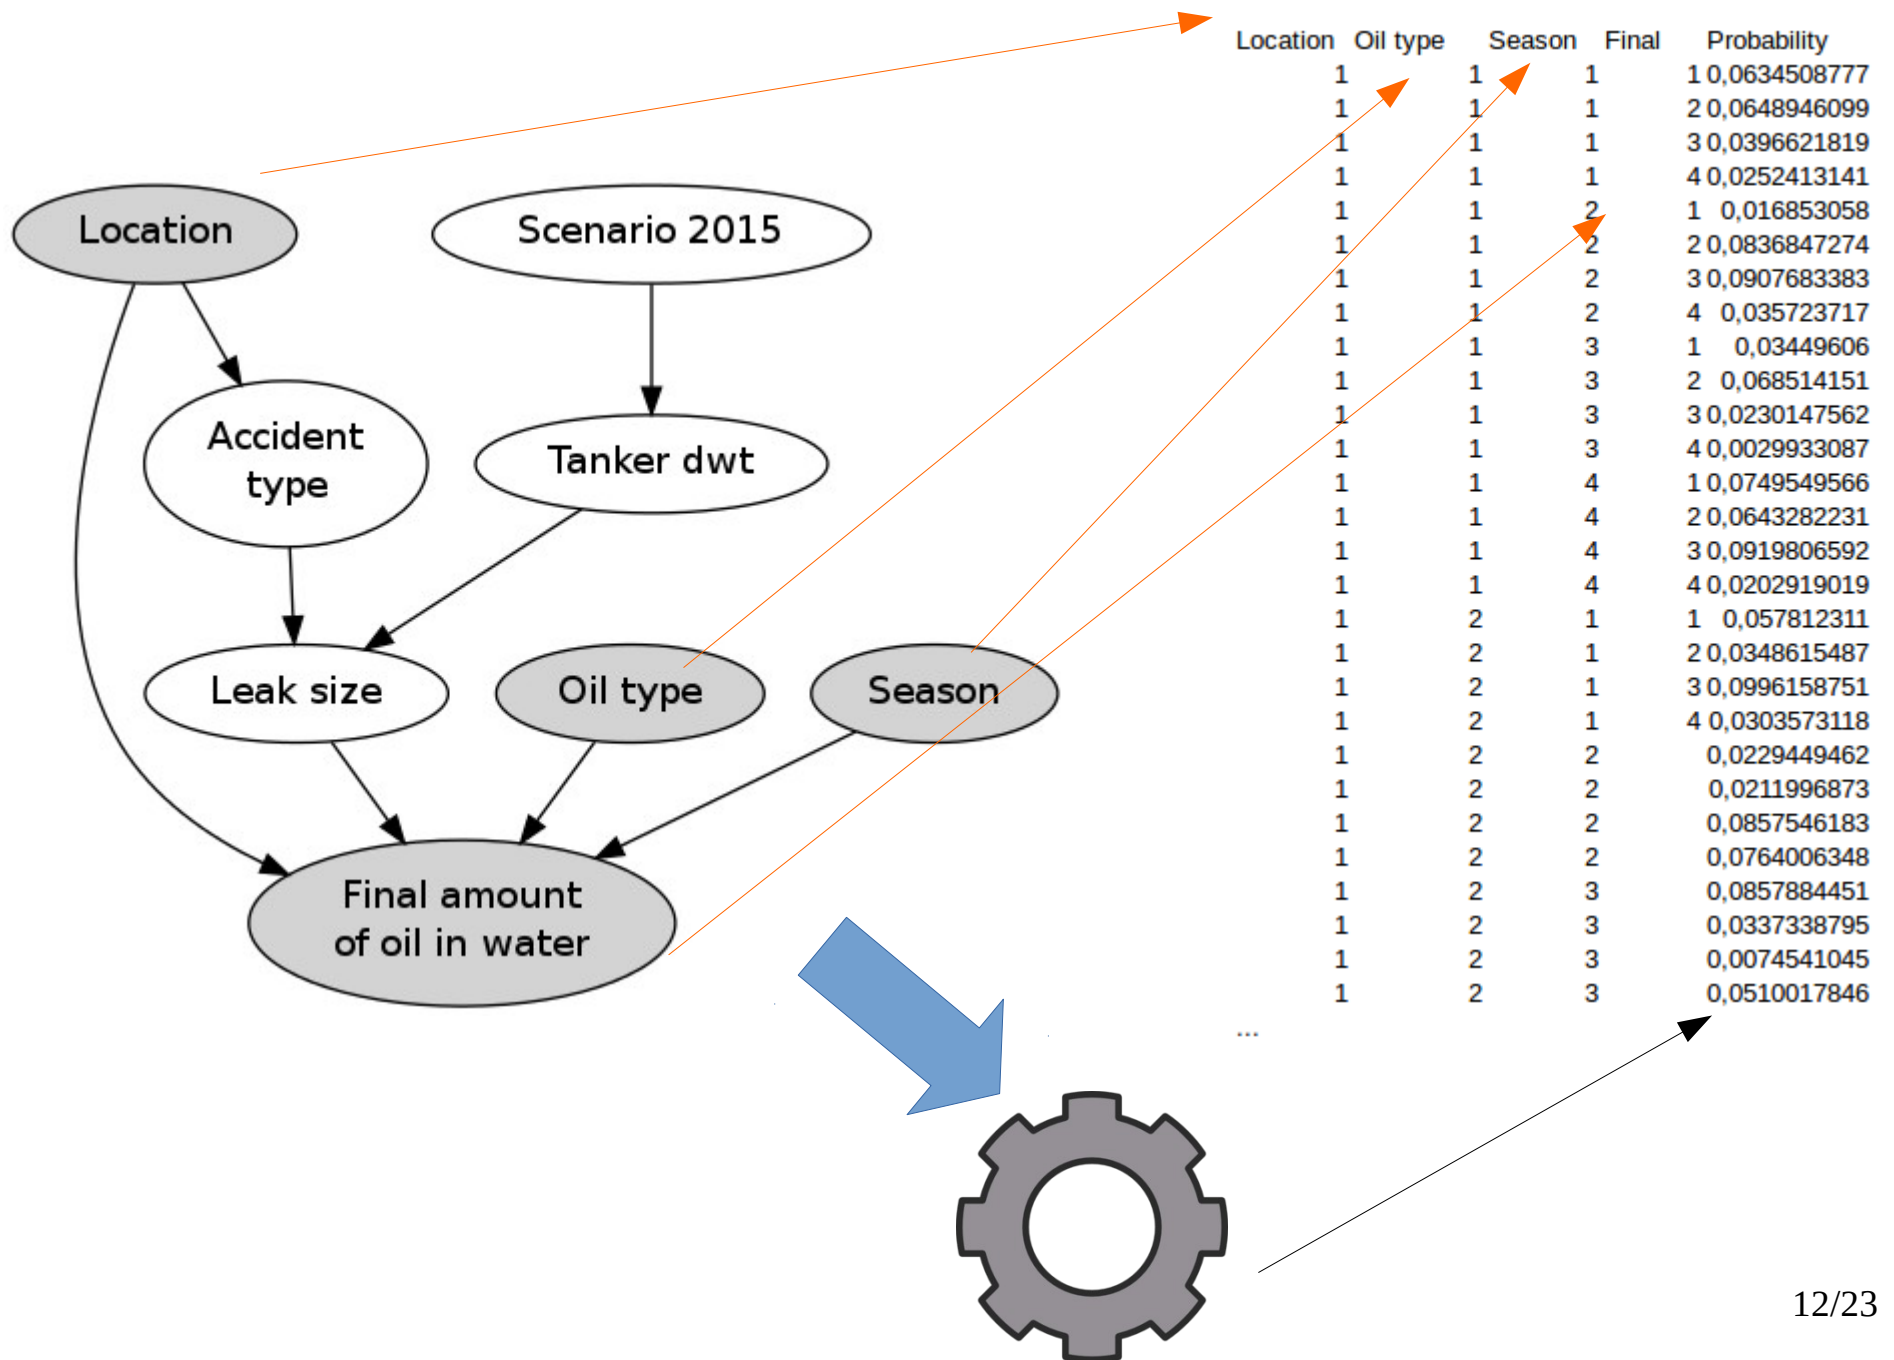 Location
Scenario 2015
Accident
type
Tanker dwt
Leak size
Oil type
Season
Final amount
of oil in water
Location Oil type Season Final Probability
1 1 1 1 0,0634508777
1 1 1 2 0,0648946099
1 1 1 3 0,0396621819
1 1 1 4 0,0252413141
1 1 2 1 0,016853058
1 1 2 2 0,0836847274
1 1 2 3 0,0907683383
1 1 2 4 0,035723717
1 1 3 1 0,03449606
1 1 3 2 0,068514151
1 1 3 3 0,0230147562
1 1 3 4 0,0029933087
1 1 4 1 0,0749549566
1 1 4 2 0,0643282231
1 1 4 3 0,0919806592
1 1 4 4 0,0202919019
1 2 1 1 0,057812311
1 2 1 2 0,0348615487
1 2 1 3 0,0996158751
1 2 1 4 0,0303573118
1 2 2 0,0229449462
1 2 2 0,0211996873
1 2 2 0,0857546183
1 2 2 0,0764006348
1 2 3 0,0857884451
1 2 3 0,0337338795
1 2 3 0,0074541045
1 2 3 0,0510017846
...
12/23